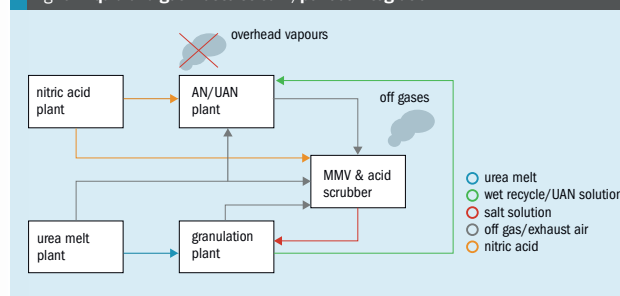 overhead vapours
nitric acid
plant
AN/UAN
plant
off gases
MMV & acid
scrubber
urea melt
plant
granulation
plant
urea melt
wet recycle/UAN solution
salt solution
off gas/exhaust air
nitric acid